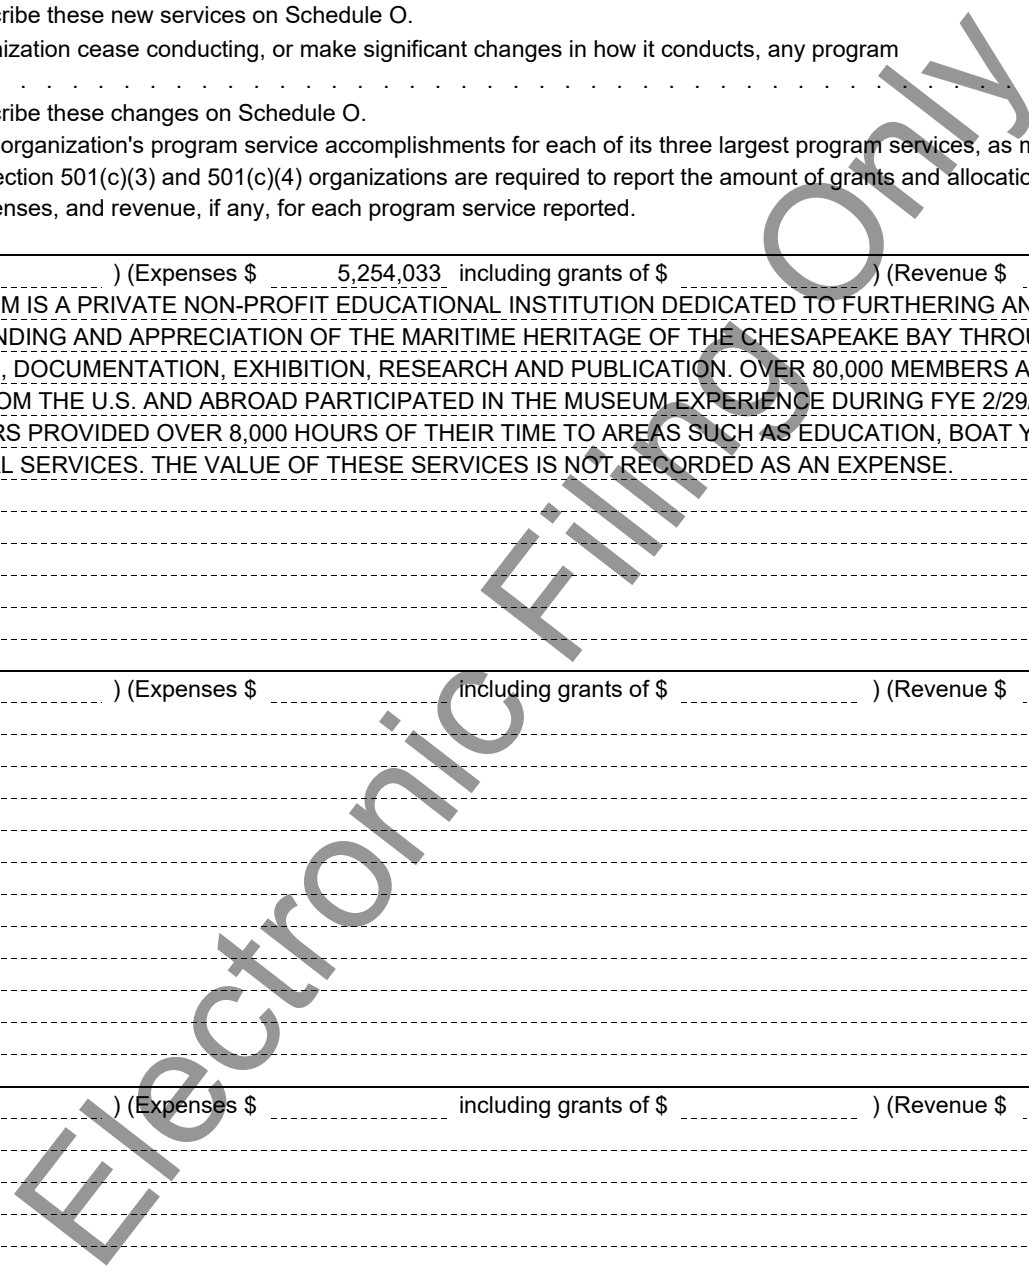 ribe these new services on Schedule O.
nization cease conducting, or make significant changes in how it conducts, any program
. . . . . . . . . . . . . . . . . . . . . . . . . . . . . . . . . . . . . . .
ribe these changes on Schedule O.
organization's program service accomplishments for each of its three largest program services, as m
ection 501(c)(3) and 501(c)(4) organizations are required to report the amount of grants and allocatio
enses, and revenue, if any, for each program service reported.
) (Expenses $ 5,254,033 including grants of $ ) (Revenue $
M IS A PRIVATE NON-PROFIT EDUCATIONAL INSTITUTION DEDICATED TO FURTHERING AN
NDING AND APPRECIATION OF THE MARITIME HERITAGE OF THE CHESAPEAKE BAY THROU
, DOCUMENTATION, EXHIBITION, RESEARCH AND PUBLICATION. OVER 80,000 MEMBERS A
OM THE U.S. AND ABROAD PARTICIPATED IN THE MUSEUM EXPERIENCE DURING FYE 2/29/
RS PROVIDED OVER 8,000 HOURS OF THEIR TIME TO AREAS SUCH AS EDUCATION, BOAT Y
L SERVICES. THE VALUE OF THESE SERVICES IS NOT RECORDED AS AN EXPENSE.
) (Expenses $ including grants of $ ) (Revenue $
) (Expenses $ including grants of $ ) (Revenue $
Electronic Filing Only